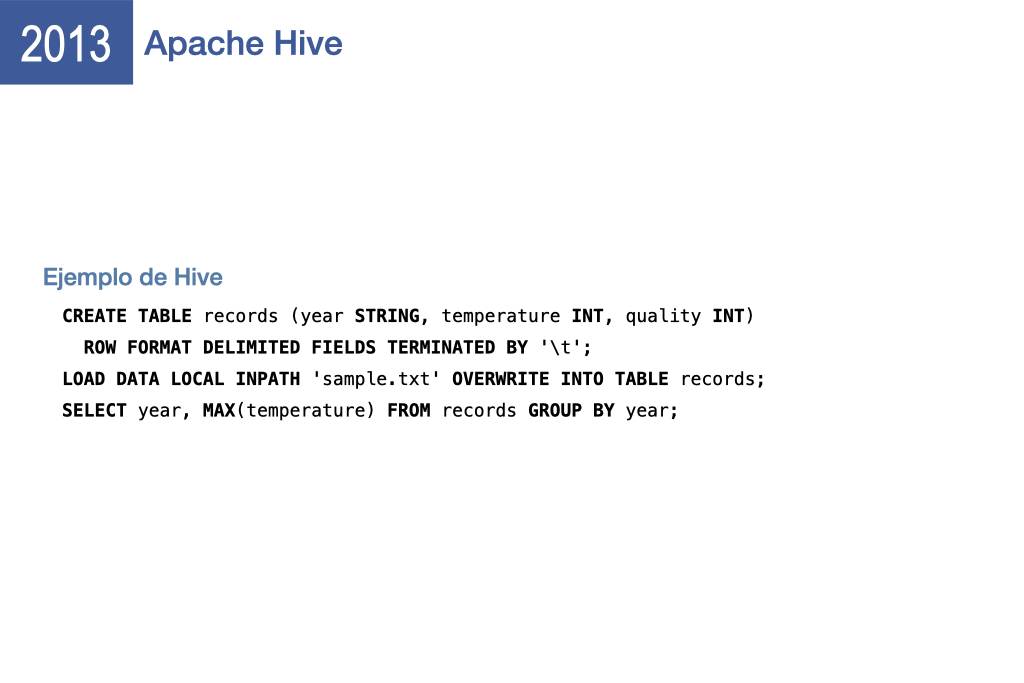 2013 Apache Hive
Ejemplo de Hive
CREATE TABLE records (year STRING, temperature INT, quality INT)
ROW FORMAT DELIMITED FIELDS TERMINATED BY '\t';
LOAD DATA LOCAL INPATH 'sample.txt' OVERWRITE INTO TABLE records;
SELECT year, MAX(temperature) FROM records GROUP BY year;